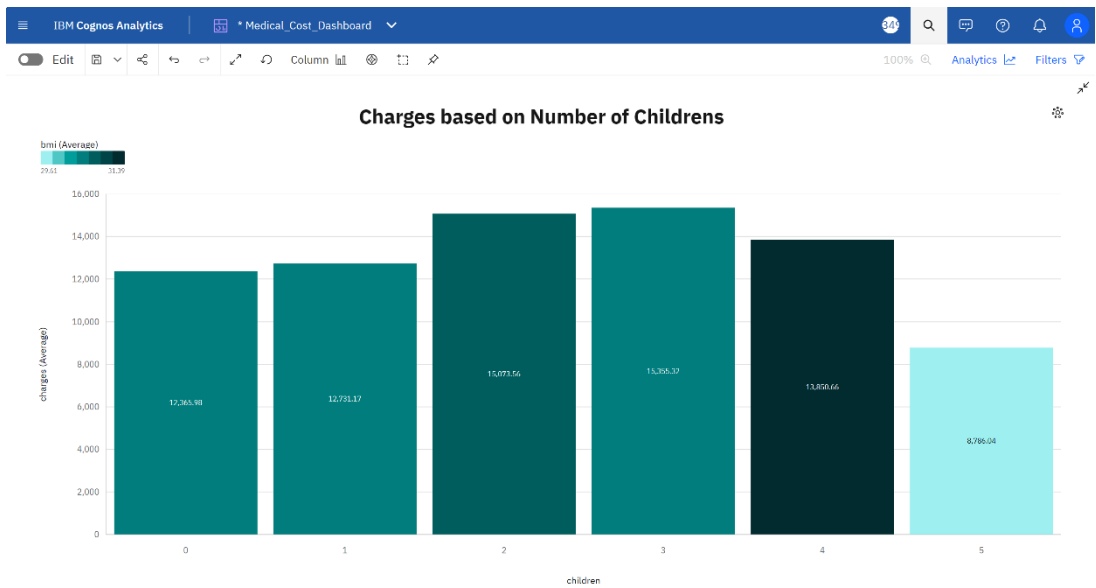 IBM Cognos Analytics
* Medical_Cost_Dashboard
Edit
Column
100%
Analytics
Filters
Charges based on Number of Childrens
bmi (Average)
29.61 31.39
16,000
14,000
12,000
10,000
8,000
6,000
4,000
2,000
0
charges (Average)
12,365.98
12,731.17
15,073.56
15,355.32
13,850.66
8,786.04
0 1 2 3 4 5
children